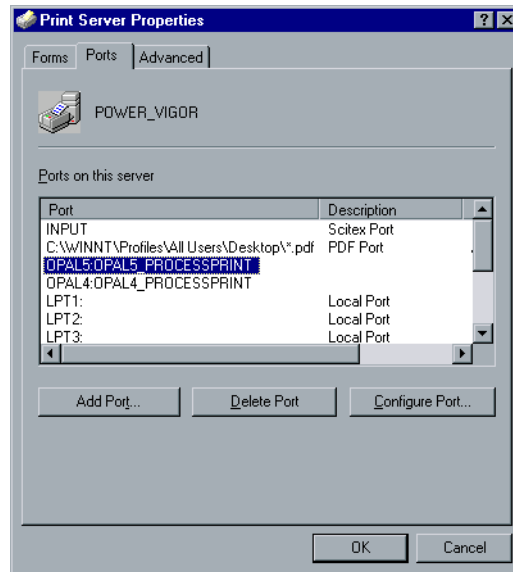 Print Server Properties
Forms Ports Advanced
POWER_VIGOR
Ports on this server
Port Description
INPUT Scitex Port
C:\WINNT\Profiles\All Users\Desktop\*.pdf PDF Port
OPAL5:OPAL5_PROCESSPRINT
OPAL4:OPAL4_PROCESSPRINT
LPT1: Local Port
LPT2: Local Port
LPT3: Local Port
Add Port... Delete Port Configure Port...
OK Cancel